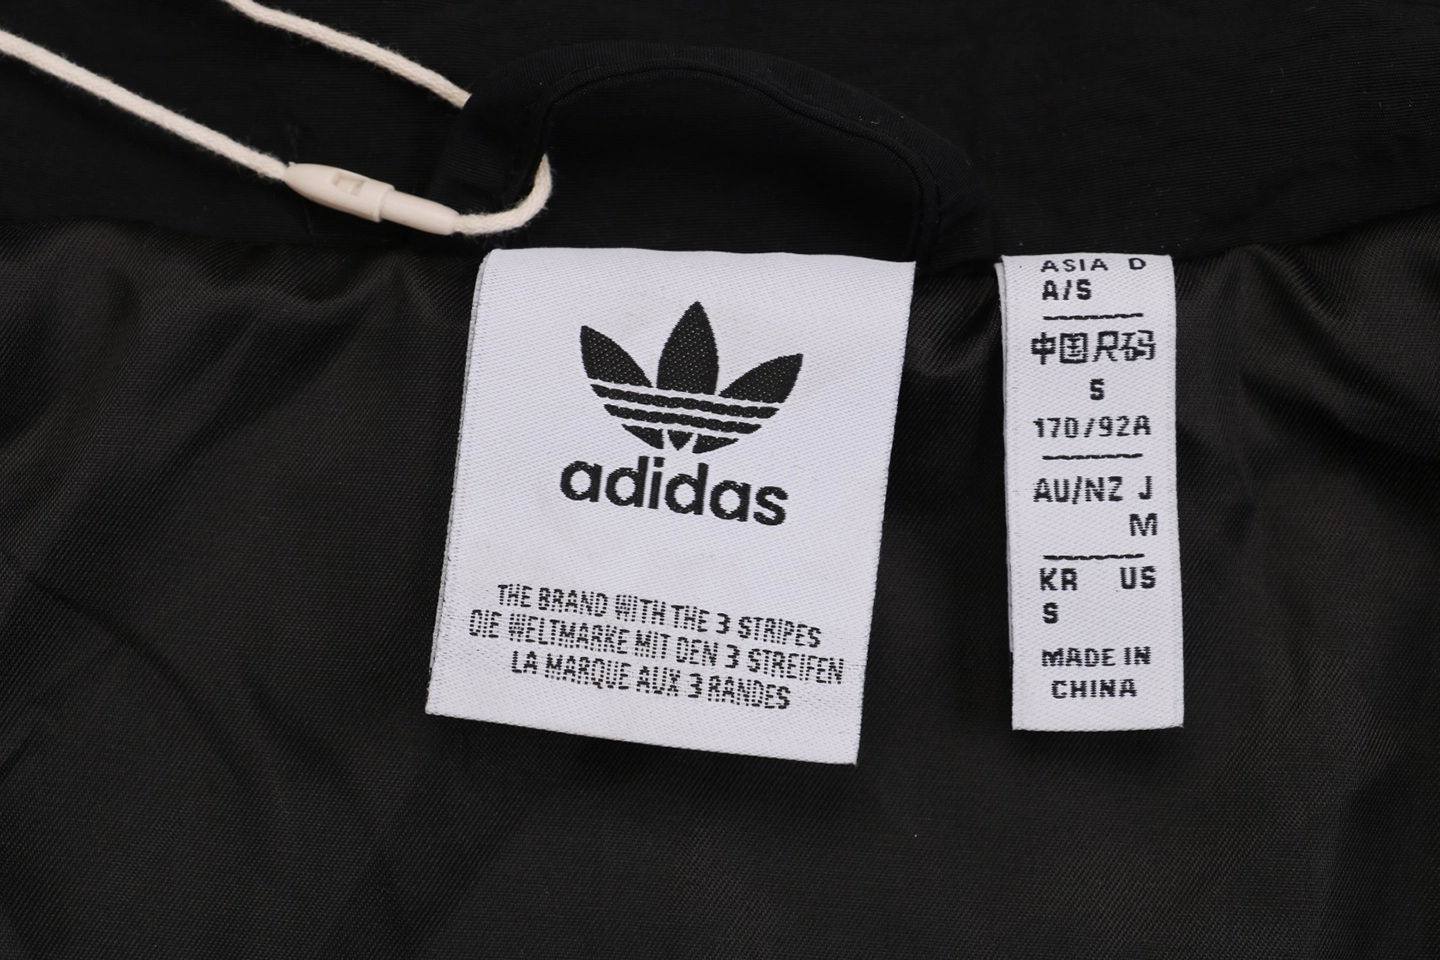 adidas
THE BRAND WITH THE 3 STRIPES
DIE WELTMARKE MIT DEN 3 STREIFEN
LA MARQUE AUX 3 BANDES
ASIA D
A/S
中国尺码
S
170/92A
AU/NZ J
M
KR US
S
MADE IN
CHINA